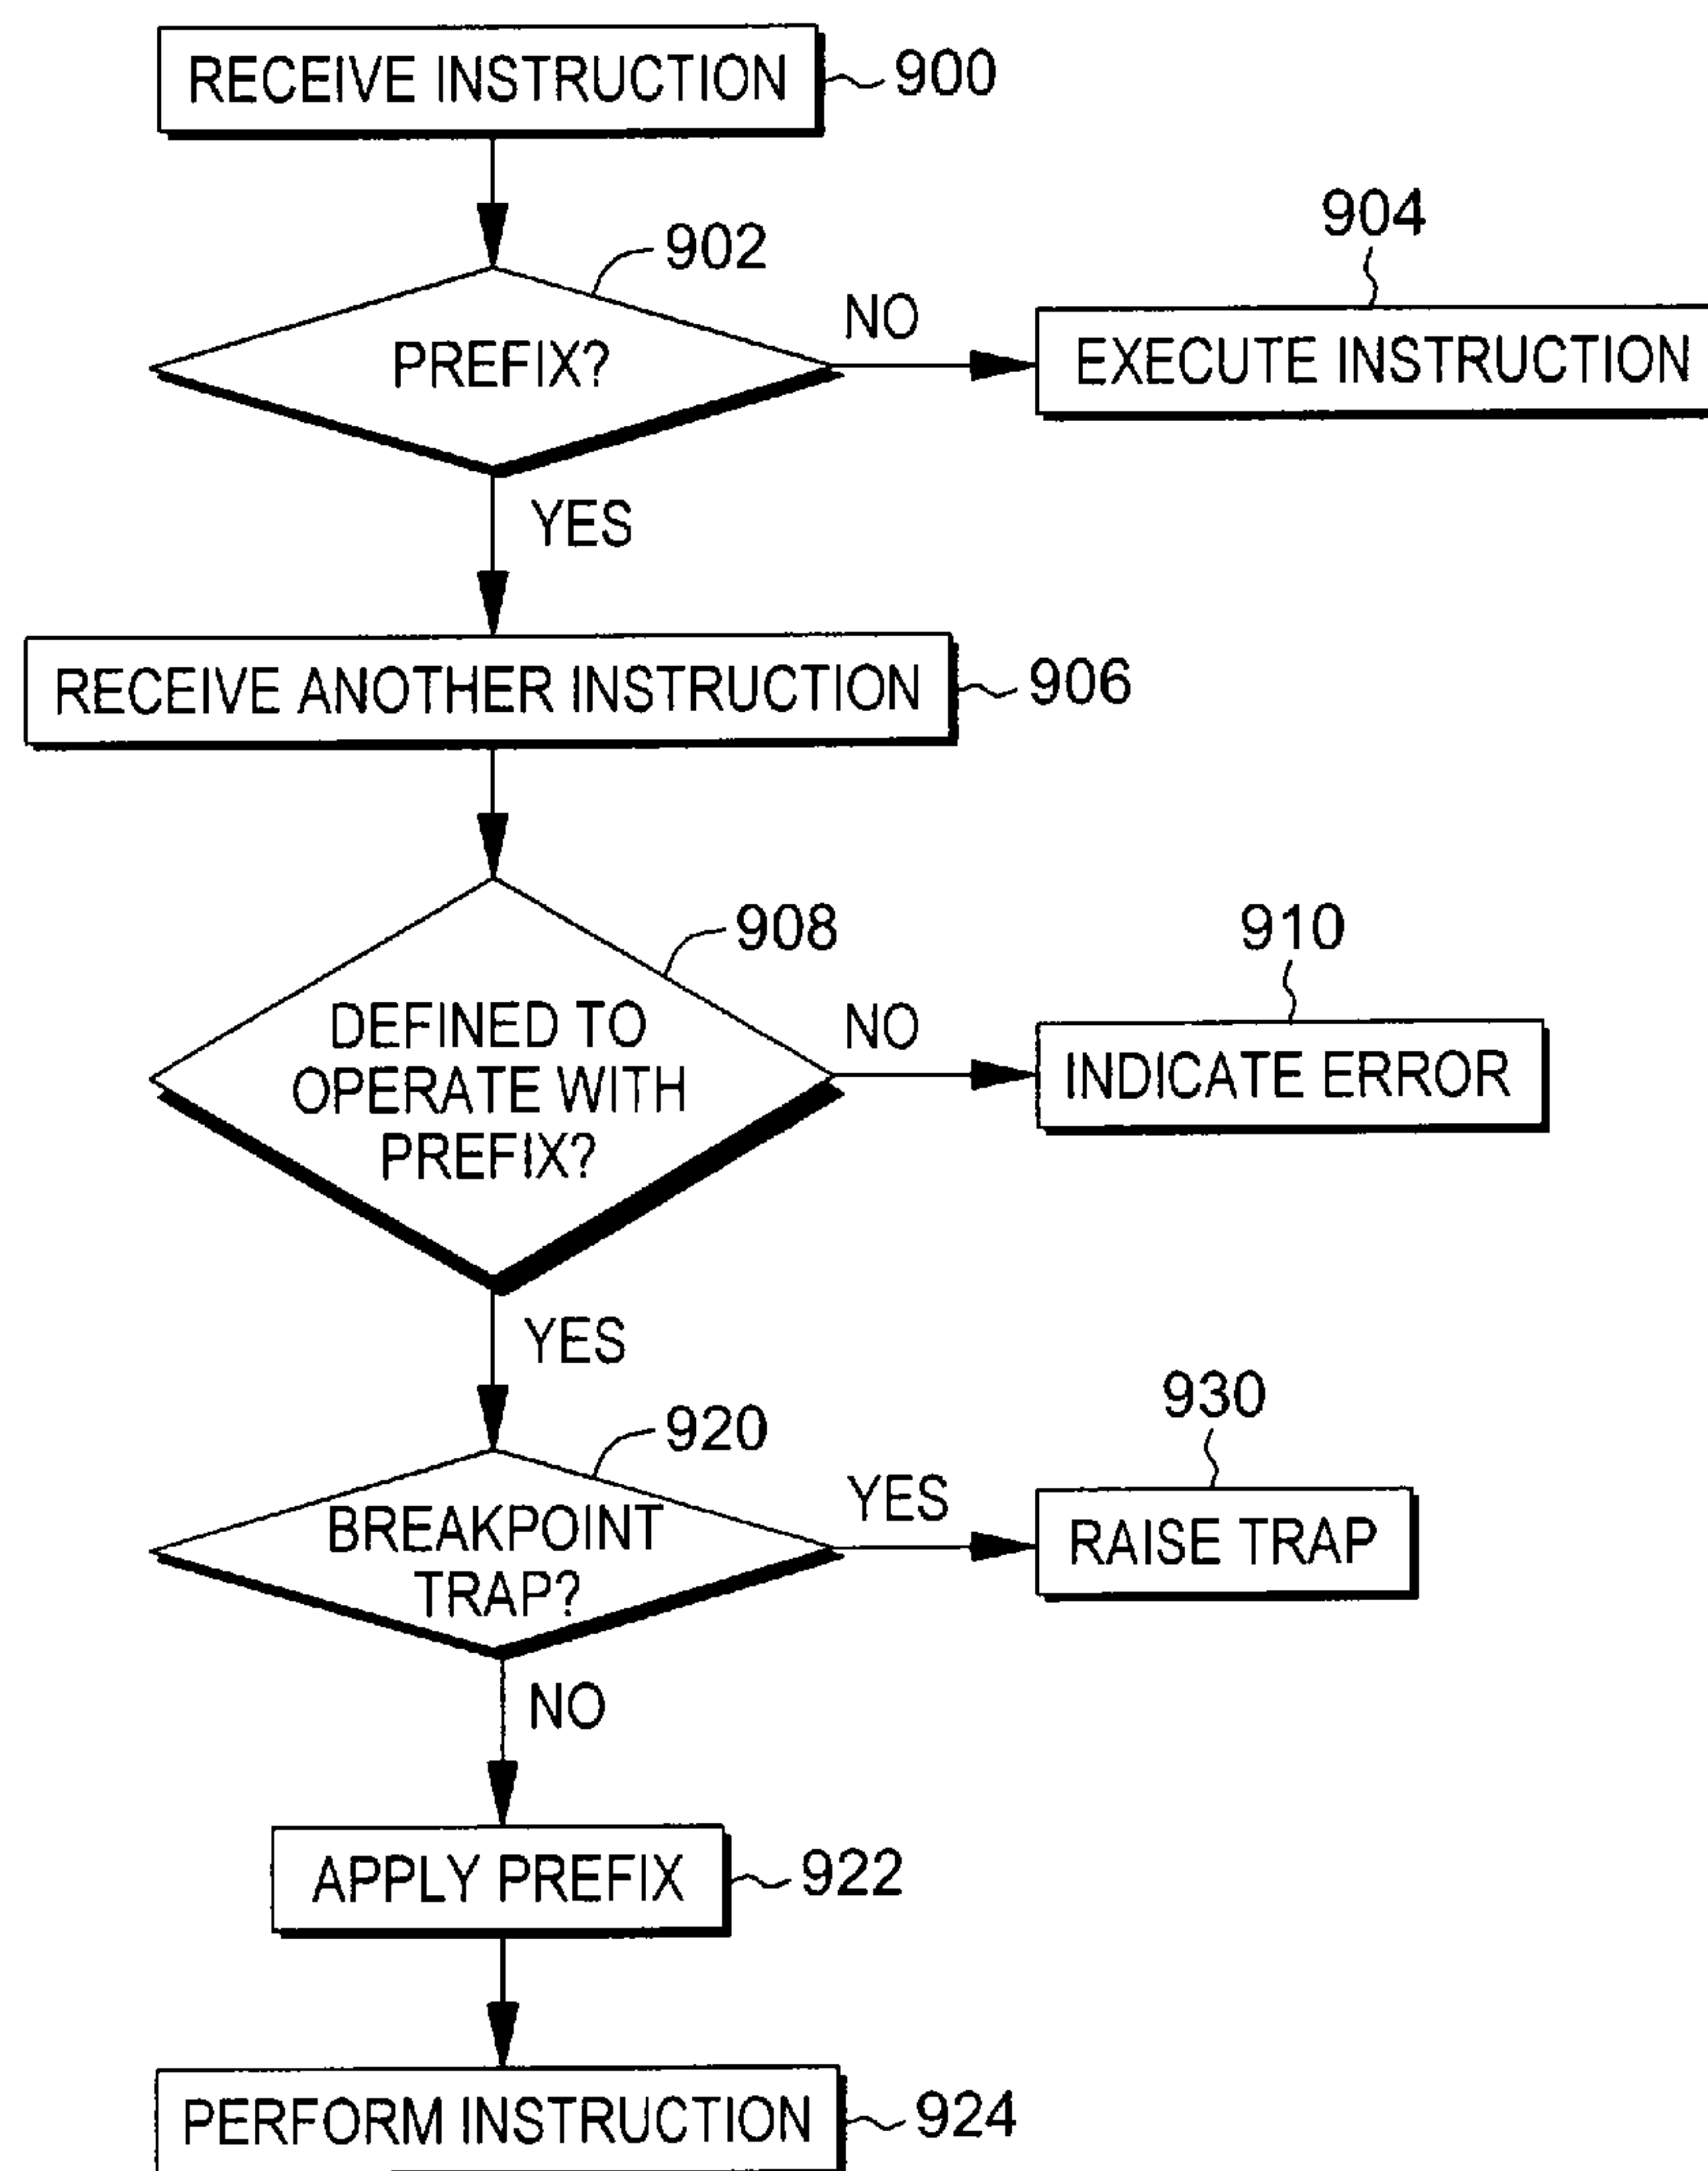 RECEIVE INSTRUCTION
900
902
PREFIX?
NO
904
EXECUTE INSTRUCTION
YES
RECEIVE ANOTHER INSTRUCTION
906
908
DEFINED TO
OPERATE WITH
PREFIX?
NO
910
INDICATE ERROR
YES
920
BREAKPOINT
TRAP?
YES
930
RAISE TRAP
NO
APPLY PREFIX
922
PERFORM INSTRUCTION
924